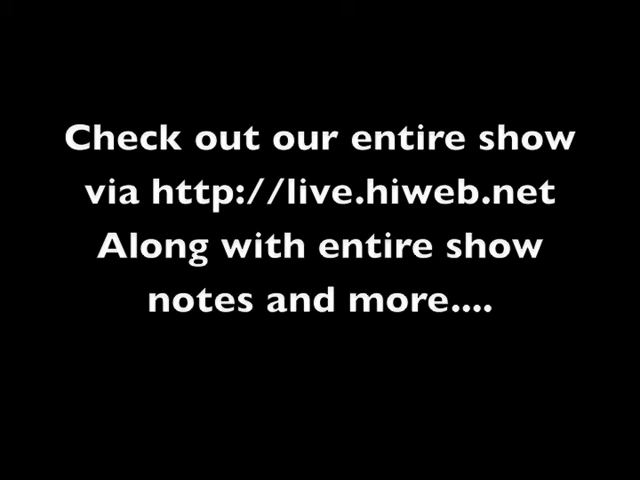 Check out our entire show
via http://live.hiweb.net
Along with entire show
notes and more....